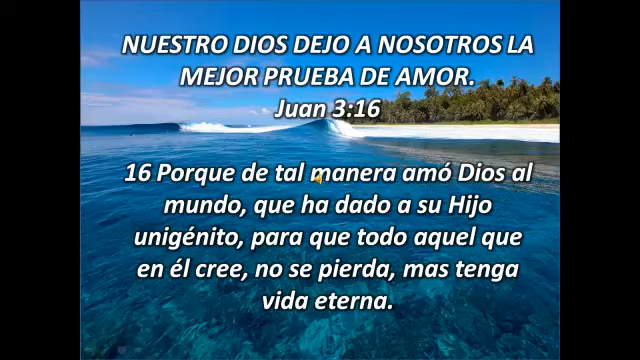 NUESTRO DIOS DEJO A NOSOTROS LA
MEJOR PRUEBA DE AMOR.
Juan 3:16
16 Porque de tal manera amó Dios al
mundo, que ha dado a su Hijo
unigénito, para que todo aquel que
en él cree, no se pierda, mas tenga
vida eterna.